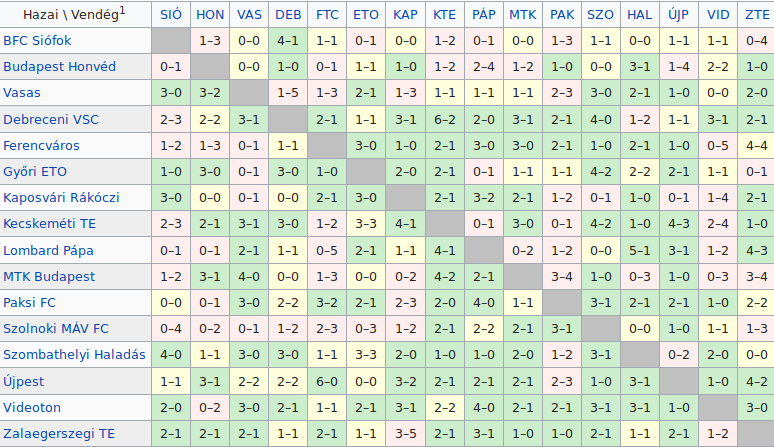 Hazai \ Vendég1 SIÓ HON VAS DEB FTC ETO KAP KTE PÁP MTK PAK SZO HAL ÚJP VID ZTE
BFC Siófok 1–3 0–0 4–1 1–1 0–1 0–0 1–2 0–1 0–0 1–3 1–1 0–0 1–1 1–1 0–4
Budapest Honvéd 0–1 0–0 1–0 0–1 1–1 1–0 1–2 2–4 1–2 1–0 0–0 3–1 1–4 2–2 1–0
Vasas 3–0 3–2 1–5 1–3 2–1 1–3 1–1 1–1 1–1 2–3 3–0 2–1 1–0 0–0 2–0
Debreceni VSC 2–3 2–2 3–1 2–1 1–1 3–1 6–2 2–0 3–1 2–1 4–0 1–2 1–1 3–1 2–1
Ferencváros 1–2 1–3 0–1 1–1 3–0 1–0 2–1 3–0 3–0 2–1 1–0 2–1 1–0 0–5 4–4
Győri ETO 1–0 3–0 0–1 3–0 1–0 2–0 2–1 0–1 1–1 1–1 4–2 2–2 2–1 1–1 0–1
Kaposvári Rákóczi 3–0 0–0 0–1 0–0 2–1 3–0 2–1 3–2 2–1 1–2 0–1 1–0 0–1 1–4 2–1
Kecskeméti TE 2–3 2–1 3–1 3–0 1–2 3–3 4–1 0–1 3–0 0–1 4–2 1–0 4–3 2–4 1–0
Lombard Pápa 0–1 0–1 2–1 1–1 0–5 2–1 1–1 4–1 0–2 1–2 0–0 5–1 3–1 1–2 4–3
MTK Budapest 1–2 3–1 4–0 0–0 1–3 0–0 0–2 4–2 2–1 3–4 1–0 0–3 1–0 0–3 3–4
Paksi FC 0–0 0–1 3–0 2–2 3–2 2–1 2–3 2–0 4–0 1–1 3–1 2–1 2–1 1–0 2–2
Szolnoki MÁV FC 0–4 0–2 0–1 1–2 2–3 0–3 1–2 2–1 2–2 2–1 3–1 0–0 1–0 1–1 1–3
Szombathelyi Haladás 4–0 1–1 3–0 3–0 1–1 3–3 2–0 1–0 1–0 2–0 1–2 3–1 0–2 2–0 0–0
Újpest 1–1 3–1 2–2 2–2 6–0 0–0 3–2 2–1 2–1 2–1 2–3 1–0 3–1 1–0 4–2
Videoton 2–0 0–2 3–0 2–1 1–1 2–1 3–1 2–2 4–0 2–1 2–1 3–1 3–1 1–0 3–0
Zalaegerszegi TE 2–1 2–1 2–1 1–1 2–1 1–1 3–5 2–1 3–1 1–0 1–0 2–1 1–1 2–1 1–2